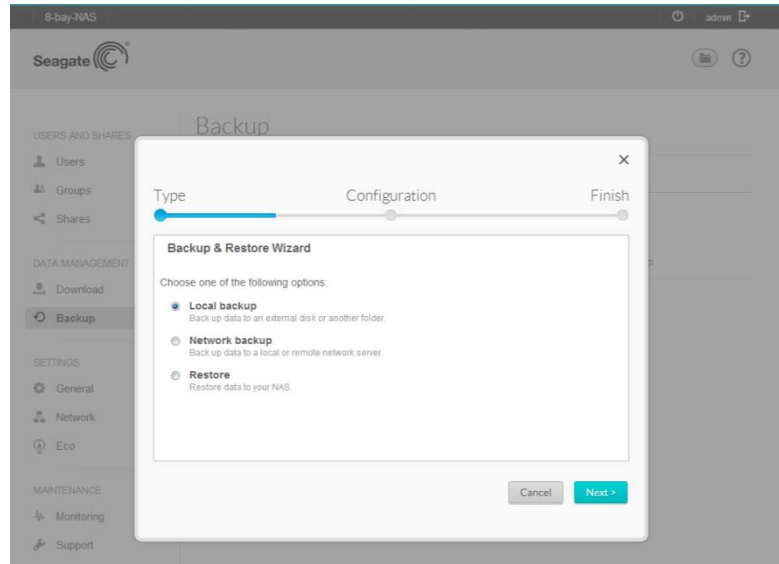 8-bay-NAS
admin
Seagate
?
Backup
USERS AND SHARES
Users
Groups
Shares
DATA MANAGEMENT
Download
Backup
SETTINGS
General
Network
Eco
MAINTENANCE
Monitoring
Support
×
Type
Configuration
Finish
Backup & Restore Wizard
Choose one of the following options:
Local backup
Back up data to an external disk or another folder.
Network backup
Back up data to a local or remote network server.
Restore
Restore data to your NAS.
Cancel
Next >